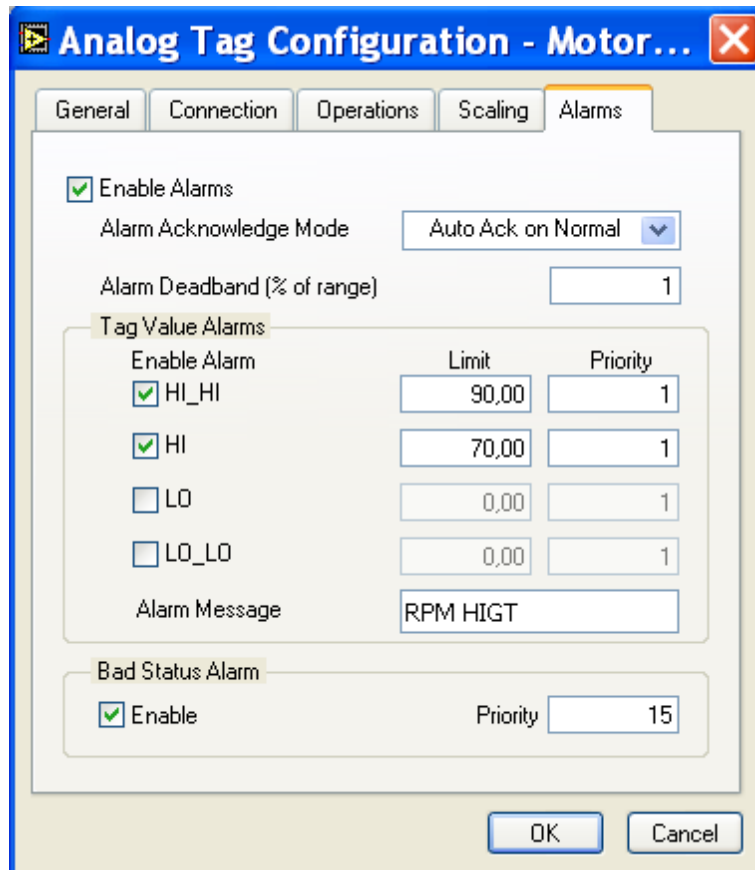 Analog Tag Configuration - Motor...
General Connection Operations Scaling Alarms
Enable Alarms
Alarm Acknowledge Mode Auto Ack on Normal
Alarm Deadband (% of range) 1
Tag Value Alarms
Enable Alarm Limit Priority
HI_HI 90,00 1
HI 70,00 1
LO 0,00 1
LO_LO 0,00 1
Alarm Message RPM HIGT
Bad Status Alarm
Enable Priority 15
OK Cancel